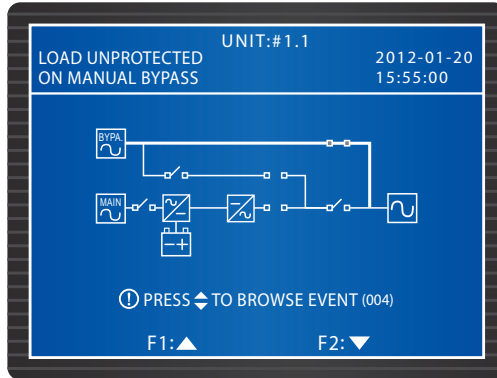 UNIT:#1.1
LOAD UNPROTECTED
ON MANUAL BYPASS
2012-01-20
15:55:00
BYPA.
MAIN
PRESS TO BROWSE EVENT (004)
F1: F2: